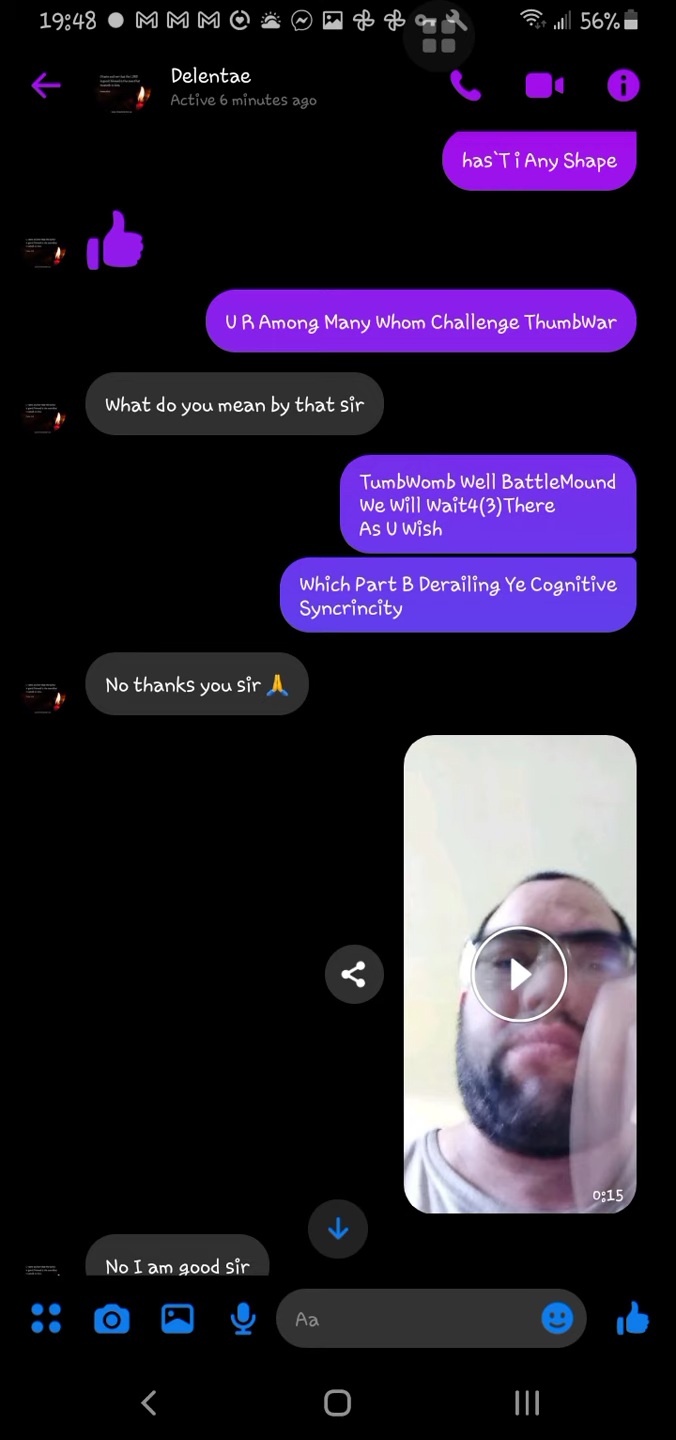 19:48
56%
Delentae
Active 6 minutes ago
has`T i Any Shape
U R Among Many Whom Challenge ThumbWar
What do you mean by that sir
TumbWomb Well BattleMound
We Will Wait4(3)There
As U Wish
Which Part B Derailing Ye Cognitive
Syncrincity
No thanks you sir 🙏
0:15
No I am good sir
Aa